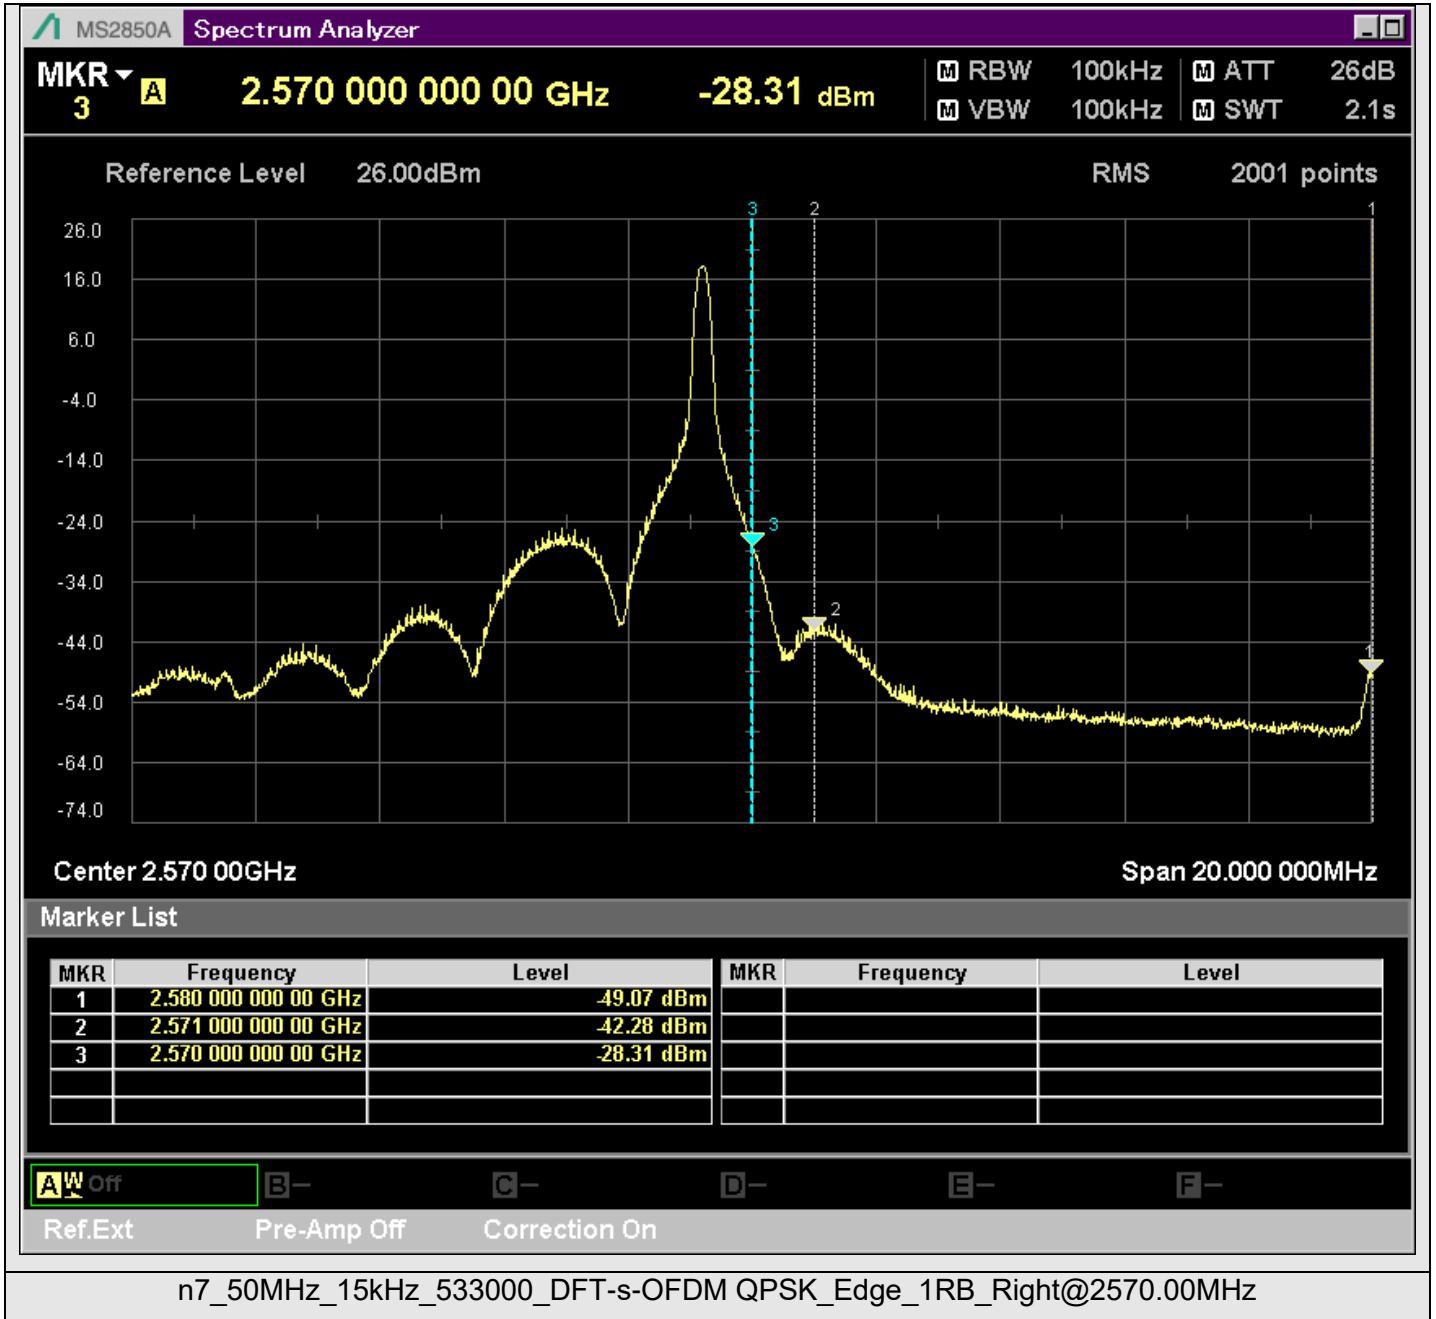 MS2850A Spectrum Analyzer
MKR A 2.570 000 000 00 GHz -28.31 dBm M RBW 100kHz M ATT 26dB
3 M VBW 100kHz M SWT 2.1s
Reference Level 26.00dBm RMS 2001 points
3 2 1
26.0
16.0
6.0
-4.0
-14.0
-24.0
3
-34.0
2
-44.0
1
-54.0
-64.0
-74.0
Center 2.570 00GHz Span 20.000 000MHz
Marker List
MKR Frequency Level MKR Frequency Level
1 2.580 000 000 00 GHz -49.07 dBm
2 2.571 000 000 00 GHz -42.28 dBm
3 2.570 000 000 00 GHz -28.31 dBm
A W Off B— C— D— E— F—
Ref.Ext Pre-Amp Off Correction On
n7_50MHz_15kHz_533000_DFT-s-OFDM QPSK_Edge_1RB_Right@2570.00MHz